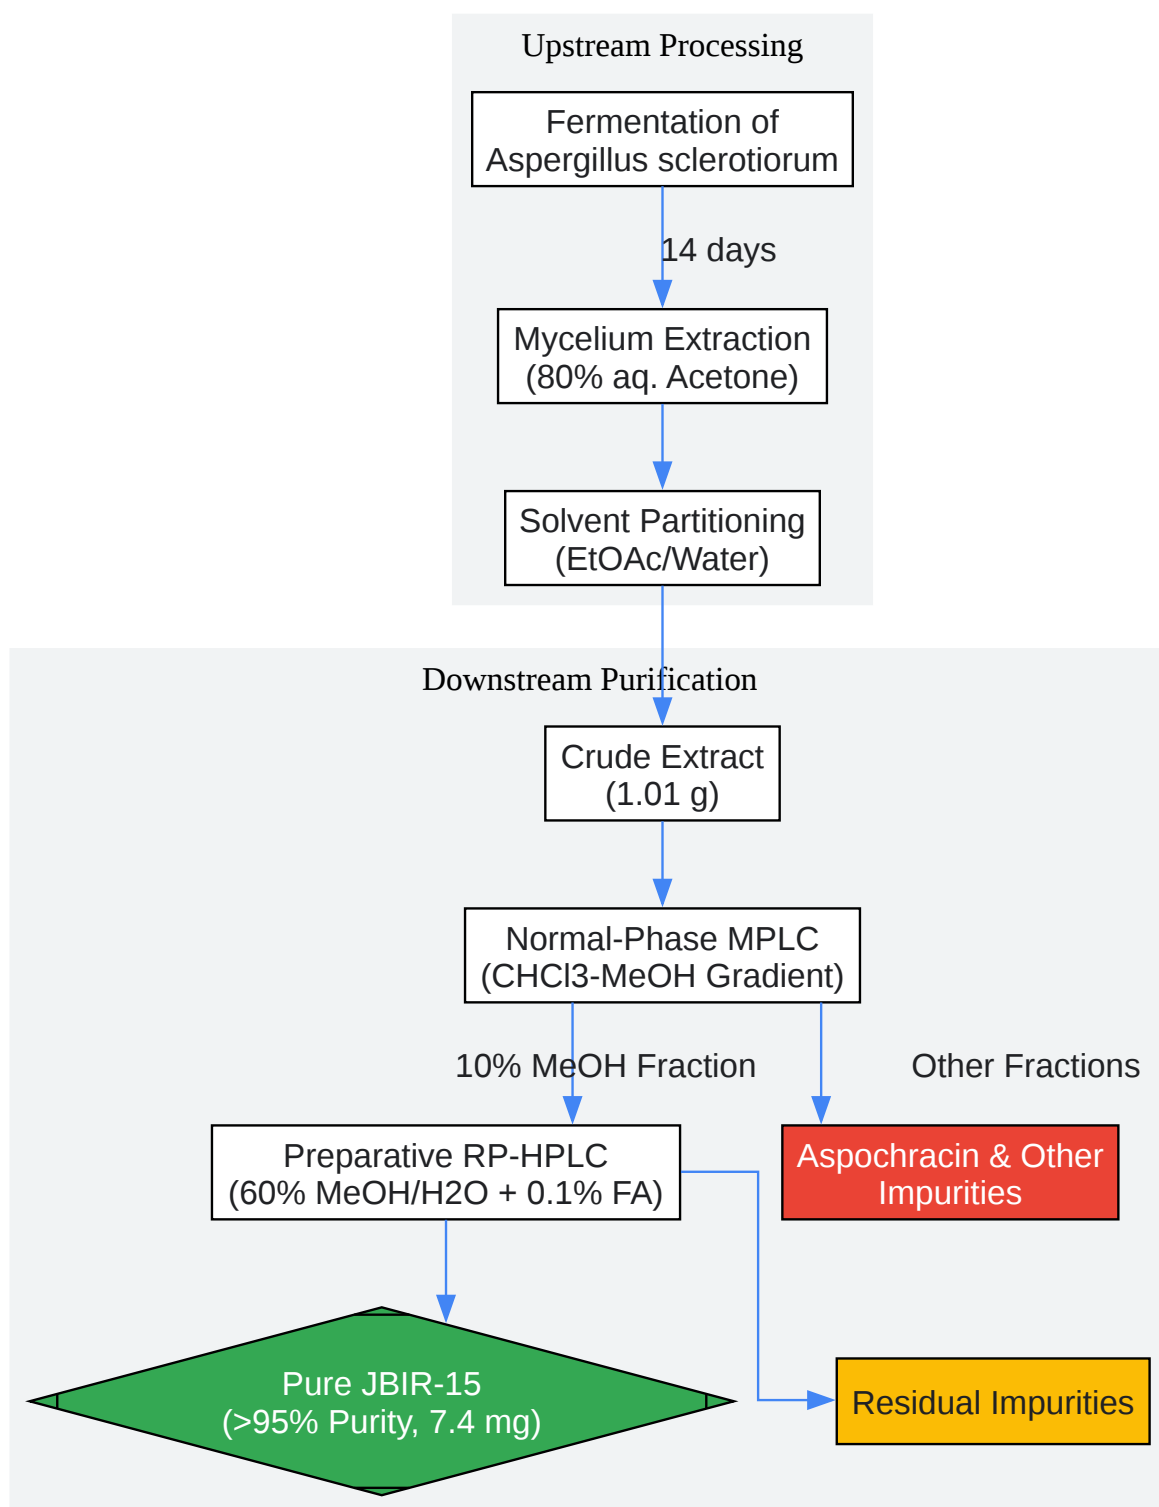 Upstream Processing
Fermentation of
Aspergillus sclerotiorum
14 days
Mycelium Extraction
(80% aq. Acetone)
Solvent Partitioning
(EtOAc/Water)
Downstream Purification
Crude Extract
(1.01 g)
Normal-Phase MPLC
(CHCl3-MeOH Gradient)
10% MeOH Fraction
Other Fractions
Preparative RP-HPLC
(60% MeOH/H2O + 0.1% FA)
Aspochracin & Other
Impurities
Pure JBIR-15
(>95% Purity, 7.4 mg)
Residual Impurities